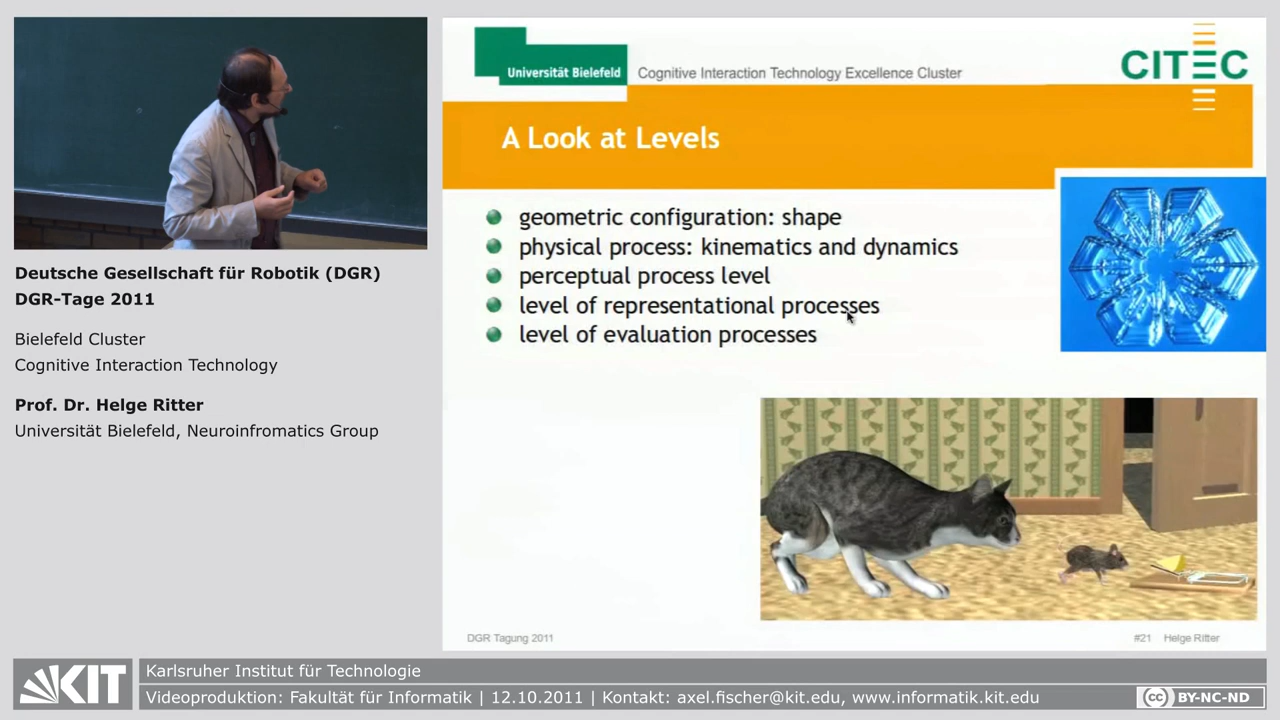 Deutsche Gesellschaft für Robotik (DGR)
DGR-Tage 2011
Bielefeld Cluster
Cognitive Interaction Technology
Prof. Dr. Helge Ritter
Universität Bielefeld, Neuroinfromatics Group
Universität Bielefeld
Cognitive Interaction Technology Excellence Cluster
CITEC
A Look at Levels
geometric configuration: shape
physical process: kinematics and dynamics
perceptual process level
level of representational processes
level of evaluation processes
DGR Tagung 2011
#21 Helge Ritter
KIT
Karlsruher Institut für Technologie
Videoproduktion: Fakultät für Informatik | 12.10.2011 | Kontakt: axel.fischer@kit.edu, www.informatik.kit.edu
cc BY-NC-ND